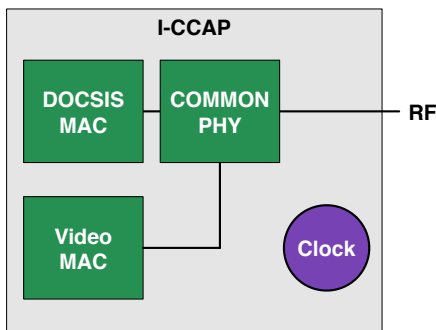 I-CCAP
DOCSIS
MAC
COMMON
PHY
RF
Video
MAC
Clock